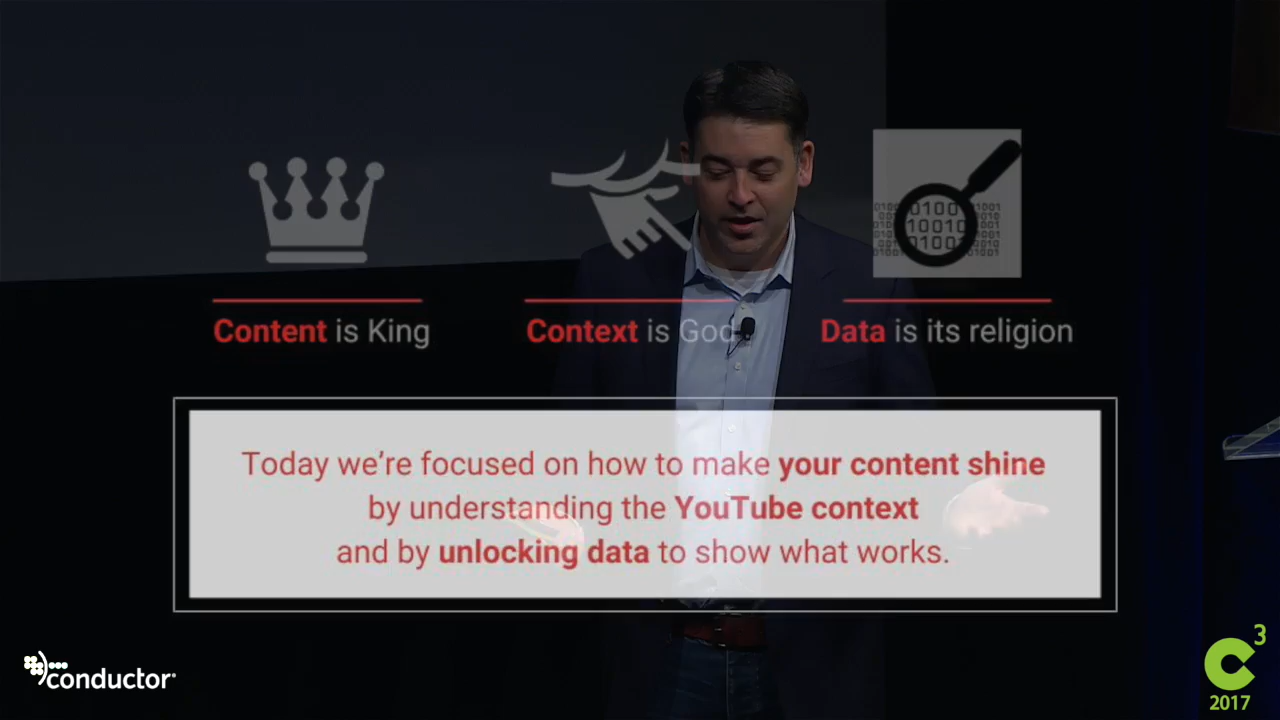 Content is King
Context is God
Data is its religion
Today we're focused on how to make your content shine
by understanding the YouTube context
and by unlocking data to show what works.
conductor
C3
2017